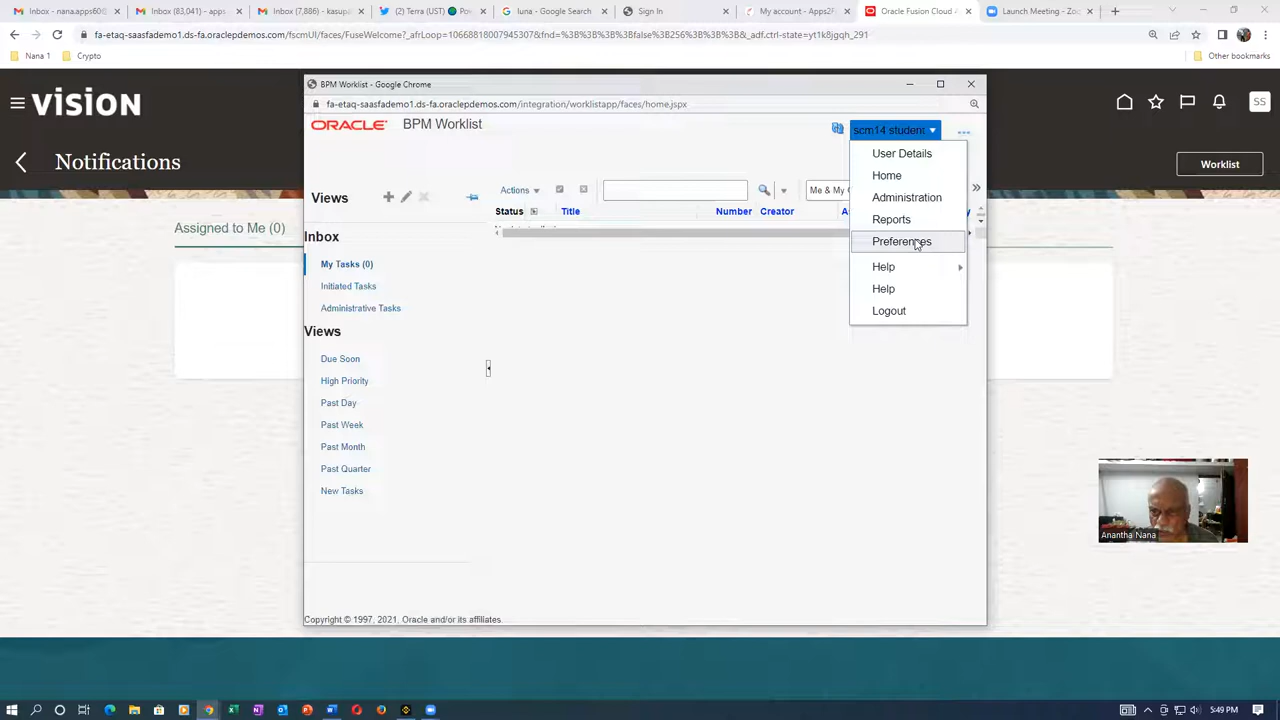 Inbox (3) - nana.apps60@
Inbox (83,041) - apps
Inbox (7,886) - kasup
(2) Terra (UST)
Po
luna - Google Search
Sign In
My account - Apps2F
Oracle Fusion Cloud A
Launch Meeting - Zo
fa-etaq-saasfademo1.ds-fa.oraclepdemos.com/fscmUI/faces/FuseWelcome?_afrLoop=10668818007945307&fnd=%3B%3B%3B%3Bfalse%3B256%3B%3B%3B&_adf.ctrl-state=yt1k8jgqh_291
Nana 1
Crypto
Other bookmarks
VISION
SS
Notifications
Worklist
Assigned to Me (0)
BPM Worklist - Google Chrome
fa-etaq-saasfademo1.ds-fa.oraclepdemos.com/integration/worklistapp/faces/home.jspx
ORACLE
BPM Worklist
scm14 student
User Details
Home
Administration
Reports
Preferences
Help
Help
Logout
Views
Actions
Me & My
Status
Title
Number
Creator
Inbox
My Tasks (0)
Initiated Tasks
Administrative Tasks
Views
Due Soon
High Priority
Past Day
Past Week
Past Month
Past Quarter
New Tasks
Copyright © 1997, 2021, Oracle and/or its affiliates
Anantha Nana
5:49 PM